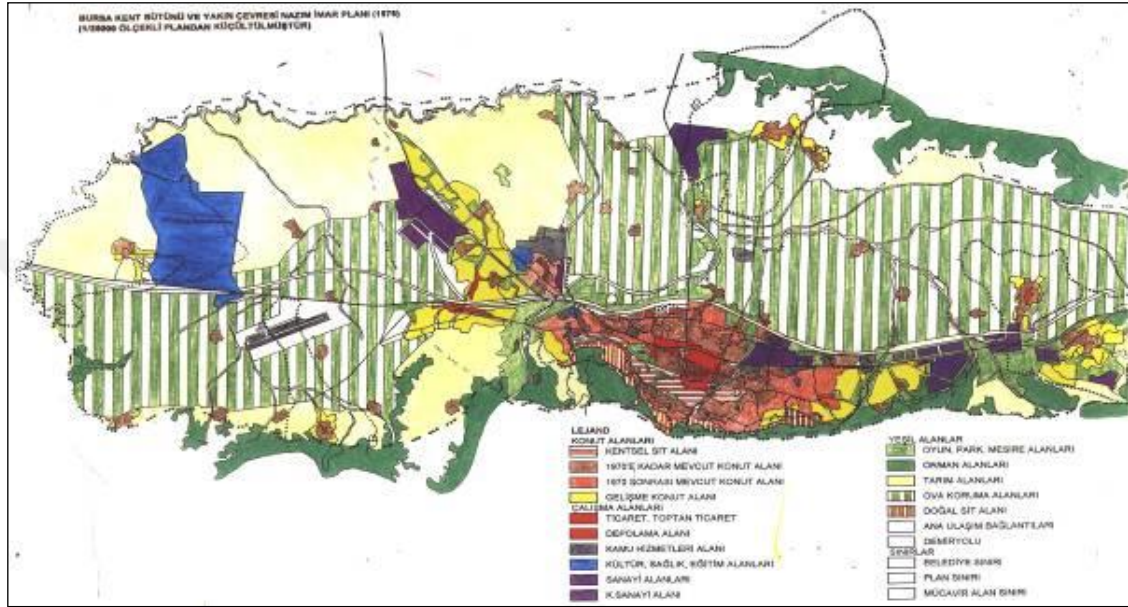 BURSA KENT BÜTÜNÜ VE YAKIN ÇEVRESİ NAZIM İMAR PLANI (1976)
(1/25000 ÖLÇEKLİ PLANDAN KÜÇÜLTÜLMÜŞTÜR)
LEJAND
KONUT ALANLARI
KENTSEL SİT ALANI
1970'E KADAR MEVCUT KONUT ALANI
1970 SONRASI MEVCUT KONUT ALANI
GELİŞME KONUT ALANI
ÇALIŞMA ALANLARI
TİCARET, TOPTAN TİCARET
DEPOLAMA ALANI
KAMU HİZMETLERİ ALANI
KÜLTÜR, SAĞLIK, EĞİTİM ALANLARI
SANAYİ ALANLARI
K.SANAYİ ALANI
YEŞİL ALANLAR
OYUN, PARK, MESİRE ALANLARI
ORMAN ALANLARI
TARIM ALANLARI
OVA KORUMA ALANLARI
DOĞAL SİT ALANI
ANA ULAŞIM BAĞLANTILARI
DEMİRYOLU
SINIRLAR
BELEDİYE SINIRI
PLAN SINIRI
MÜCAVİR ALAN SINIRI